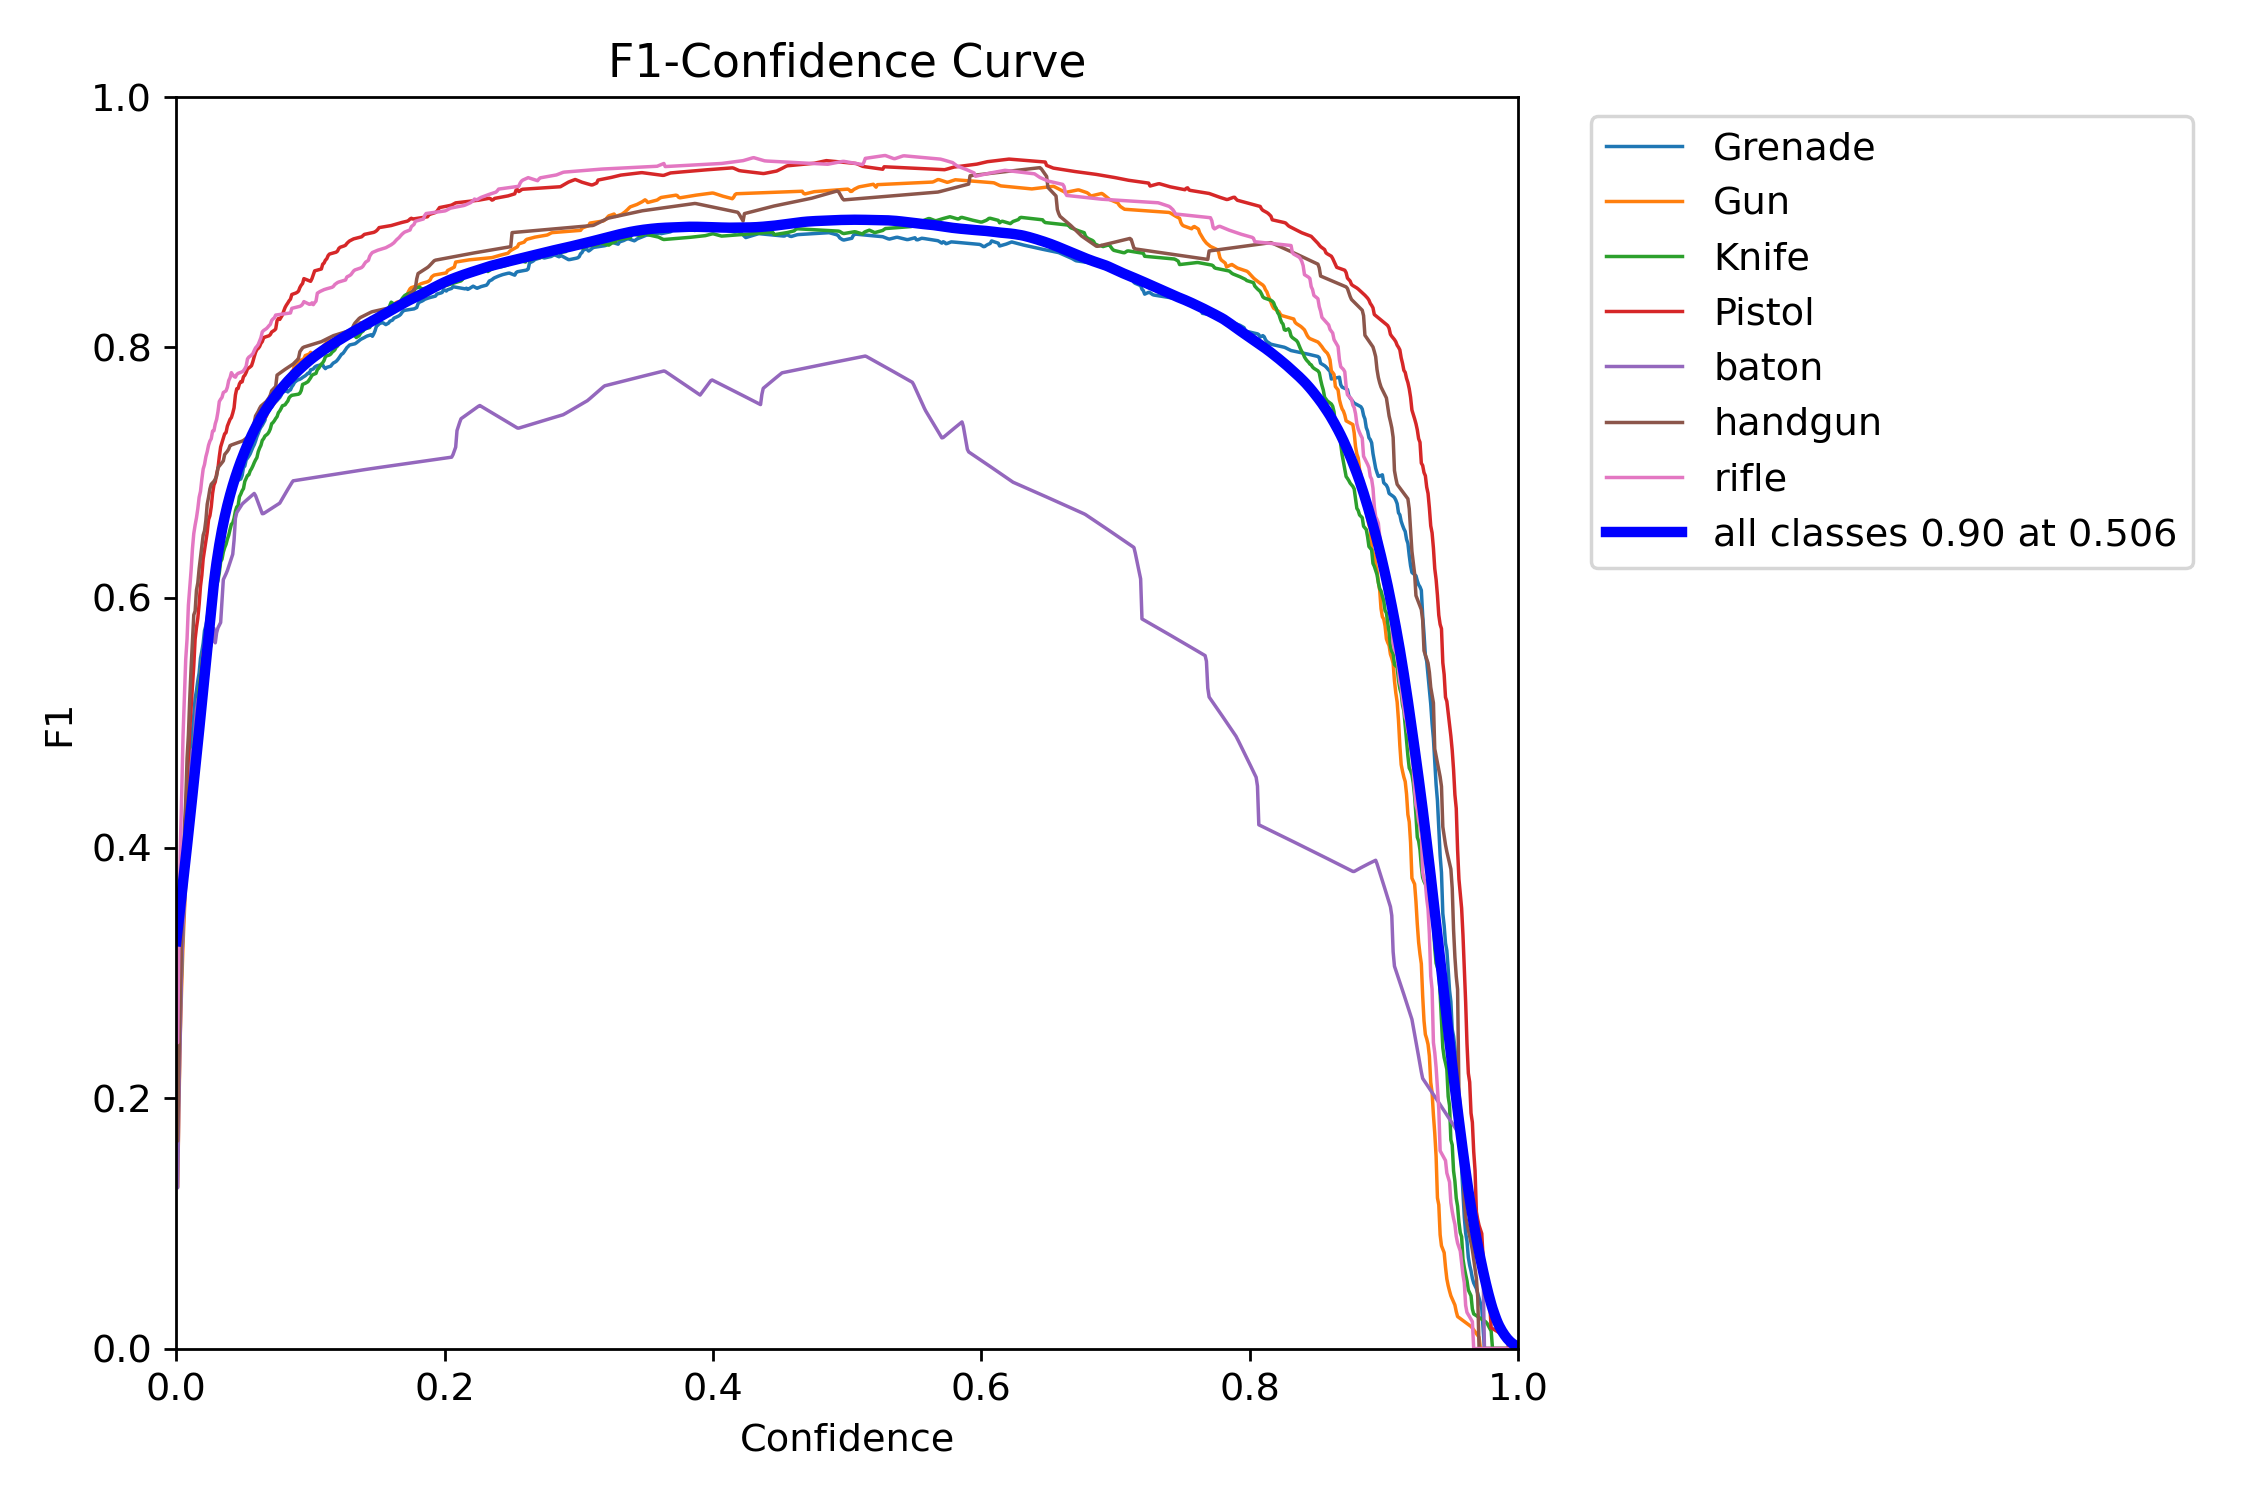 F1-Confidence Curve
1.0
0.8
0.6
0.4
0.2
0.0
F1
0.0 0.2 0.4 0.6 0.8 1.0
Confidence
Grenade
Gun
Knife
Pistol
baton
handgun
rifle
all classes 0.90 at 0.506